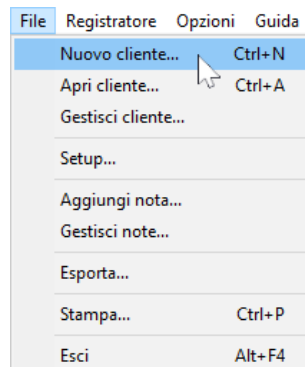 File Registratore Opzioni Guida
Nuovo cliente... Ctrl+N
Apri cliente... Ctrl+A
Gestisci cliente...
Setup...
Aggiungi nota...
Gestisci note...
Esporta...
Stampa... Ctrl+P
Esci Alt+F4